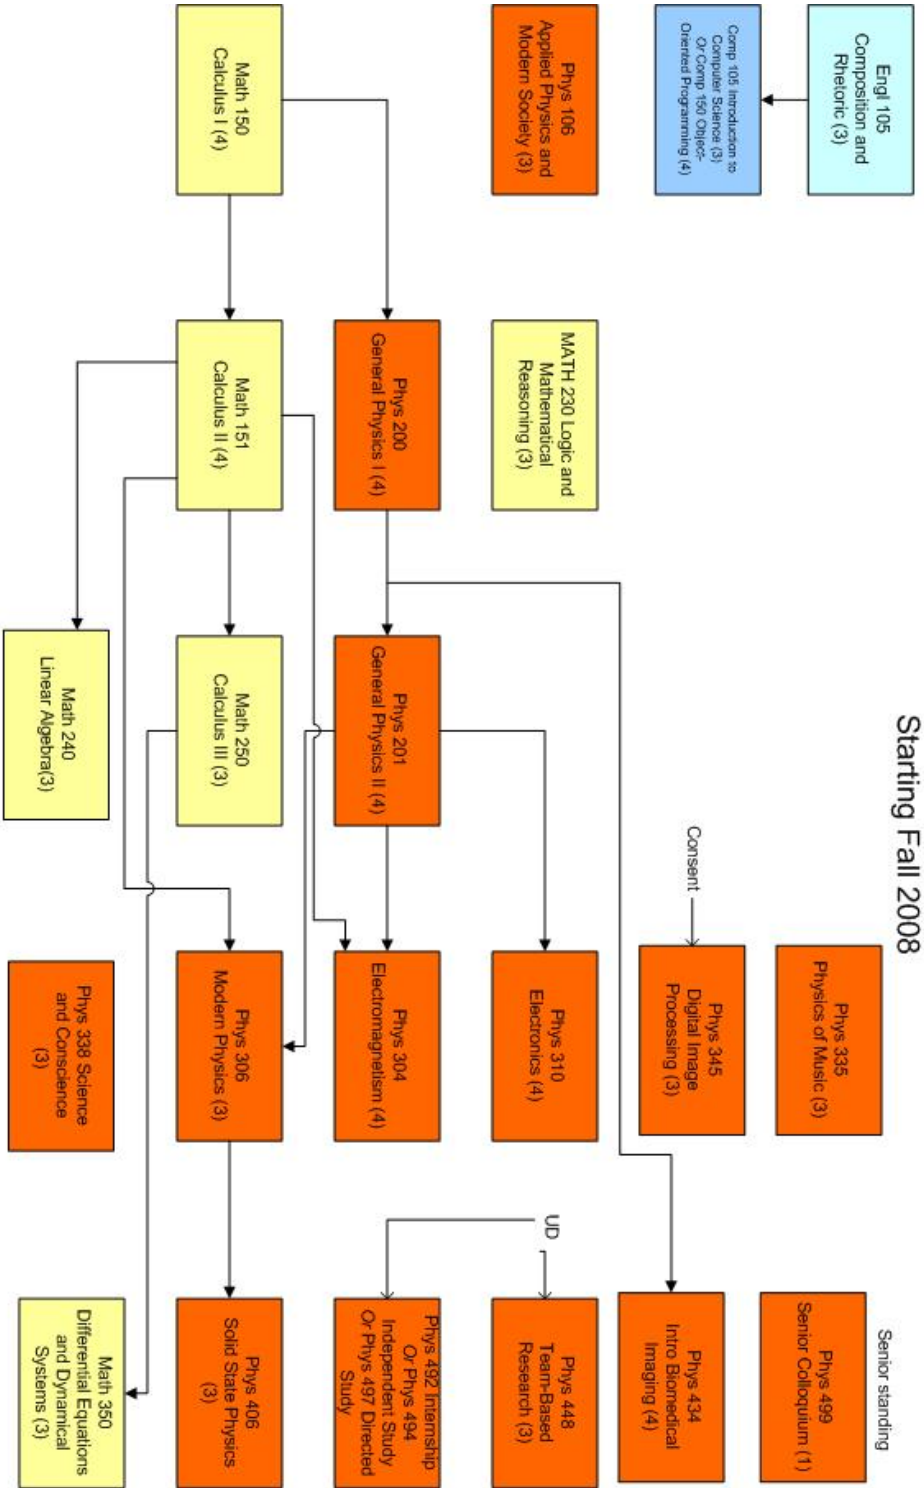 Starting Fall 2008
Senior standing
Engl 105
Composition and
Rhetoric (3)
Phys 335
Physics of Music (3)
Phys 499
Senior Colloquium (1)
Comp 105 Introduction to
Computer Science (3)
Or Comp 150 Object-
Oriented Programming (4)
Consent
Phys 345
Digital Image
Processing (3)
Phys 434
Intro Biomedical
Imaging (4)
Phys 106
Applied Physics and
Modern Society (3)
MATH 230 Logic and
Mathematical
Reasoning (3)
Phys 310
Electronics (4)
UD
Phys 448
Team-Based
Research (3)
Phys 200
General Physics I (4)
Phys 201
General Physics II (4)
Phys 304
Electromagnetism (4)
Phys 492 Internship
Or Phys 494
Independent Study
Or Phys 497 Directed
Study
Math 150
Calculus I (4)
Math 151
Calculus II (4)
Math 250
Calculus III (3)
Phys 306
Modern Physics (3)
Phys 406
Solid State Physics
(3)
Math 240
Linear Algebra(3)
Phys 338 Science
and Conscience
(3)
Math 350
Differential Equations
and Dynamical
Systems (3)